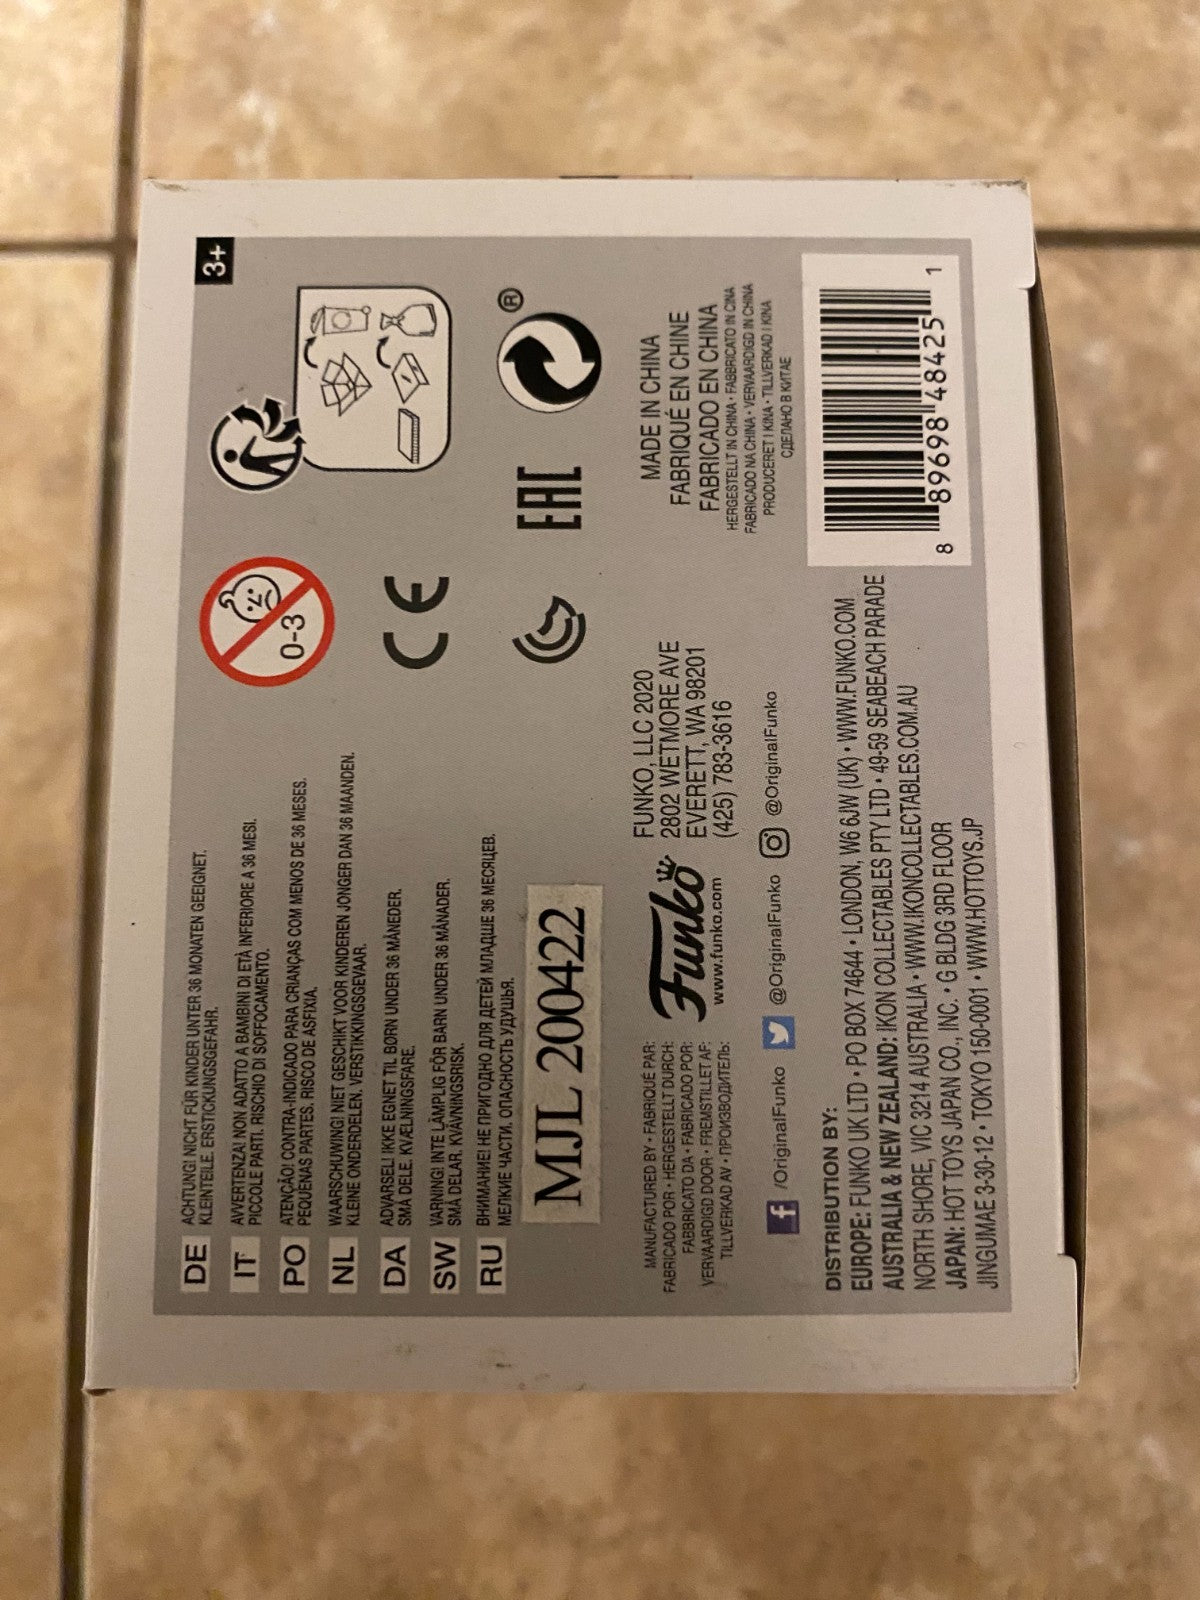 3+
DE ACHTUNG! NICHT FÜR KINDER UNTER 36 MONATEN GEEIGNET.
KLEINTEILE. ERSTICKUNGSGEFAHR.
IT AVVERTENZA! NON ADATTO A BAMBINI DI ETÀ INFERIORE A 36 MESI.
PICCOLE PARTI. RISCHIO DI SOFFOCAMENTO.
PO ATENÇÃO! CONTRA-INDICADO PARA CRIANÇAS COM MENOS DE 36 MESES.
PEQUENAS PARTES. RISCO DE ASFIXIA.
NL WAARSCHUWING! NIET GESCHIKT VOOR KINDEREN JONGER DAN 36 MAANDEN.
KLEINE ONDERDELEN. VERSTIKKINGSGEVAAR.
DA ADVARSEL! IKKE EGNET TIL BØRN UNDER 36 MÅNEDER.
SMÅ DELE. KVÆLNINGSFARE.
SW VARNING! INTE LÄMPLIG FÖR BARN UNDER 36 MÅNADER.
SMÅ DELAR. KVÄVNINGSRISK.
RU ВНИМАНИЕ! НЕ ПРИГОДНО ДЛЯ ДЕТЕЙ МЛАДШЕ 36 МЕСЯЦЕВ.
МЕЛКИЕ ЧАСТИ. ОПАСНОСТЬ УДУШЬЯ.
MJL 200422
0-3
CE
EAC
®
MANUFACTURED BY • FABRIQUÉ PAR:
FABRICADO POR • HERGESTELLT DURCH:
FABBRICATO DA • FABRICADO POR:
VERVAARDIGD DOOR • FREMSTILLET AF:
TILLVERKAD AV • ПРОИЗВОДИТЕЛЬ:
Funko
www.funko.com
FUNKO, LLC 2020
2802 WETMORE AVE
EVERETT, WA 98201
(425) 783-3616
MADE IN CHINA
FABRIQUÉ EN CHINE
FABRICADO EN CHINA
HERGESTELLT IN CHINA • FABBRICATO IN CINA
FABRICADO NA CHINA • VERVAARDIGD IN CHINA
PRODUCERET I KINA • TILLVERKAD I KINA
СДЕЛАНО В КИТАЕ
f /OriginalFunko @OriginalFunko @OriginalFunko
DISTRIBUTION BY:
EUROPE: FUNKO UK LTD • PO BOX 74644 • LONDON, W6 6JW (UK) • WWW.FUNKO.COM
AUSTRALIA & NEW ZEALAND: IKON COLLECTABLES PTY LTD • 49-59 SEABEACH PARADE
NORTH SHORE, VIC 3214 AUSTRALIA • WWW.IKONCOLLECTABLES.COM.AU
JAPAN: HOT TOYS JAPAN CO., INC. • G BLDG 3RD FLOOR
JINGUMAE 3-30-12 • TOKYO 150-0001 • WWW.HOTTOYS.JP
8 89698 48425 1